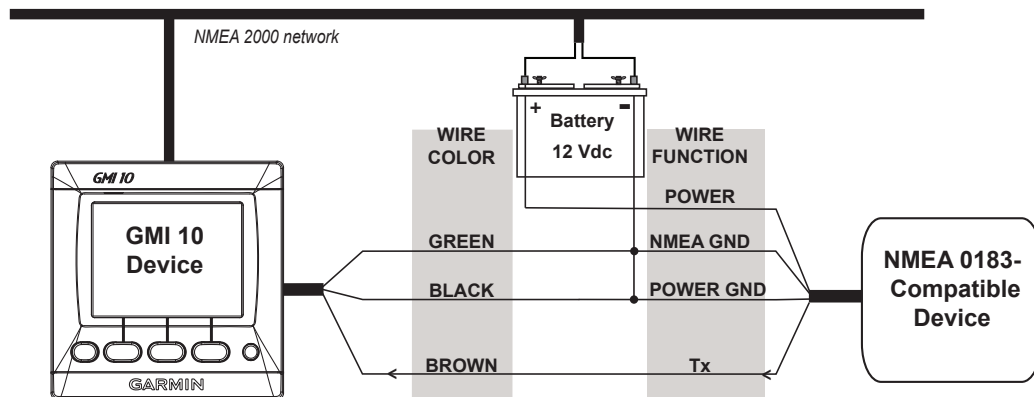 NMEA 2000 network
+ -
Battery
12 Vdc
WIRE
COLOR
WIRE
FUNCTION
GMI 10
GMI 10
Device
POWER
GREEN
NMEA GND
BLACK
POWER GND
BROWN
Tx
GARMIN
NMEA 0183-
Compatible
Device